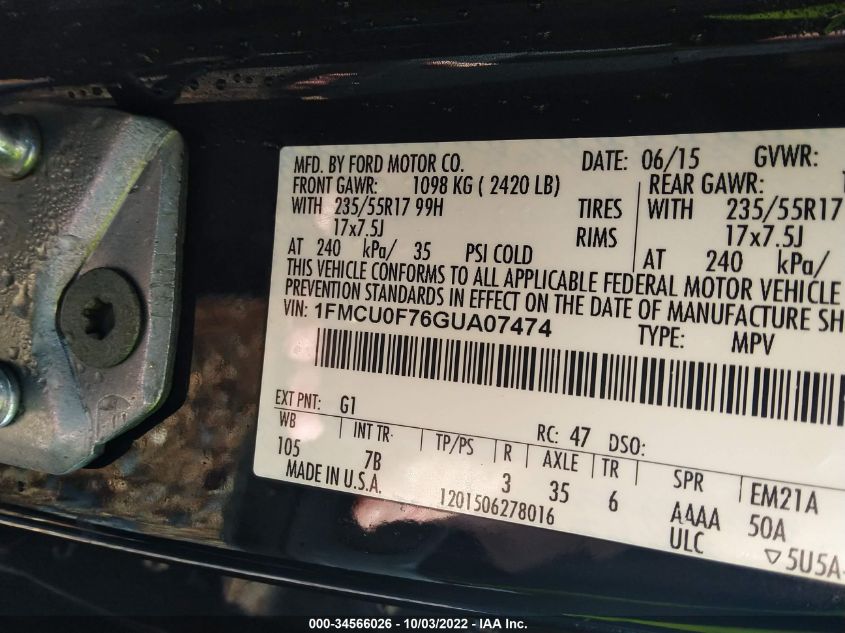 MFD. BY FORD MOTOR CO. DATE: 06/15 GVWR:
FRONT GAWR: 1098 KG ( 2420 LB) REAR GAWR:
WITH 235/55R17 99H TIRES WITH 235/55R17
17x7.5J RIMS 17x7.5J
AT 240 kPa/ 35 PSI COLD AT 240 kPa/
THIS VEHICLE CONFORMS TO ALL APPLICABLE FEDERAL MOTOR VEHICLE
PREVENTION STANDARDS IN EFFECT ON THE DATE OF MANUFACTURE SH
VIN: 1FMCU0F76GUA07474 TYPE: MPV
EXT PNT: G1 RC: 47 DSO:
WB INT TR TP/PS R AXLE TR SPR EM21A
105 7B 3 35 6 AAAA 50A
MADE IN U.S.A. 1201506278016 ULC ▽5U5A
000-34566026 - 10/03/2022 - IAA Inc.